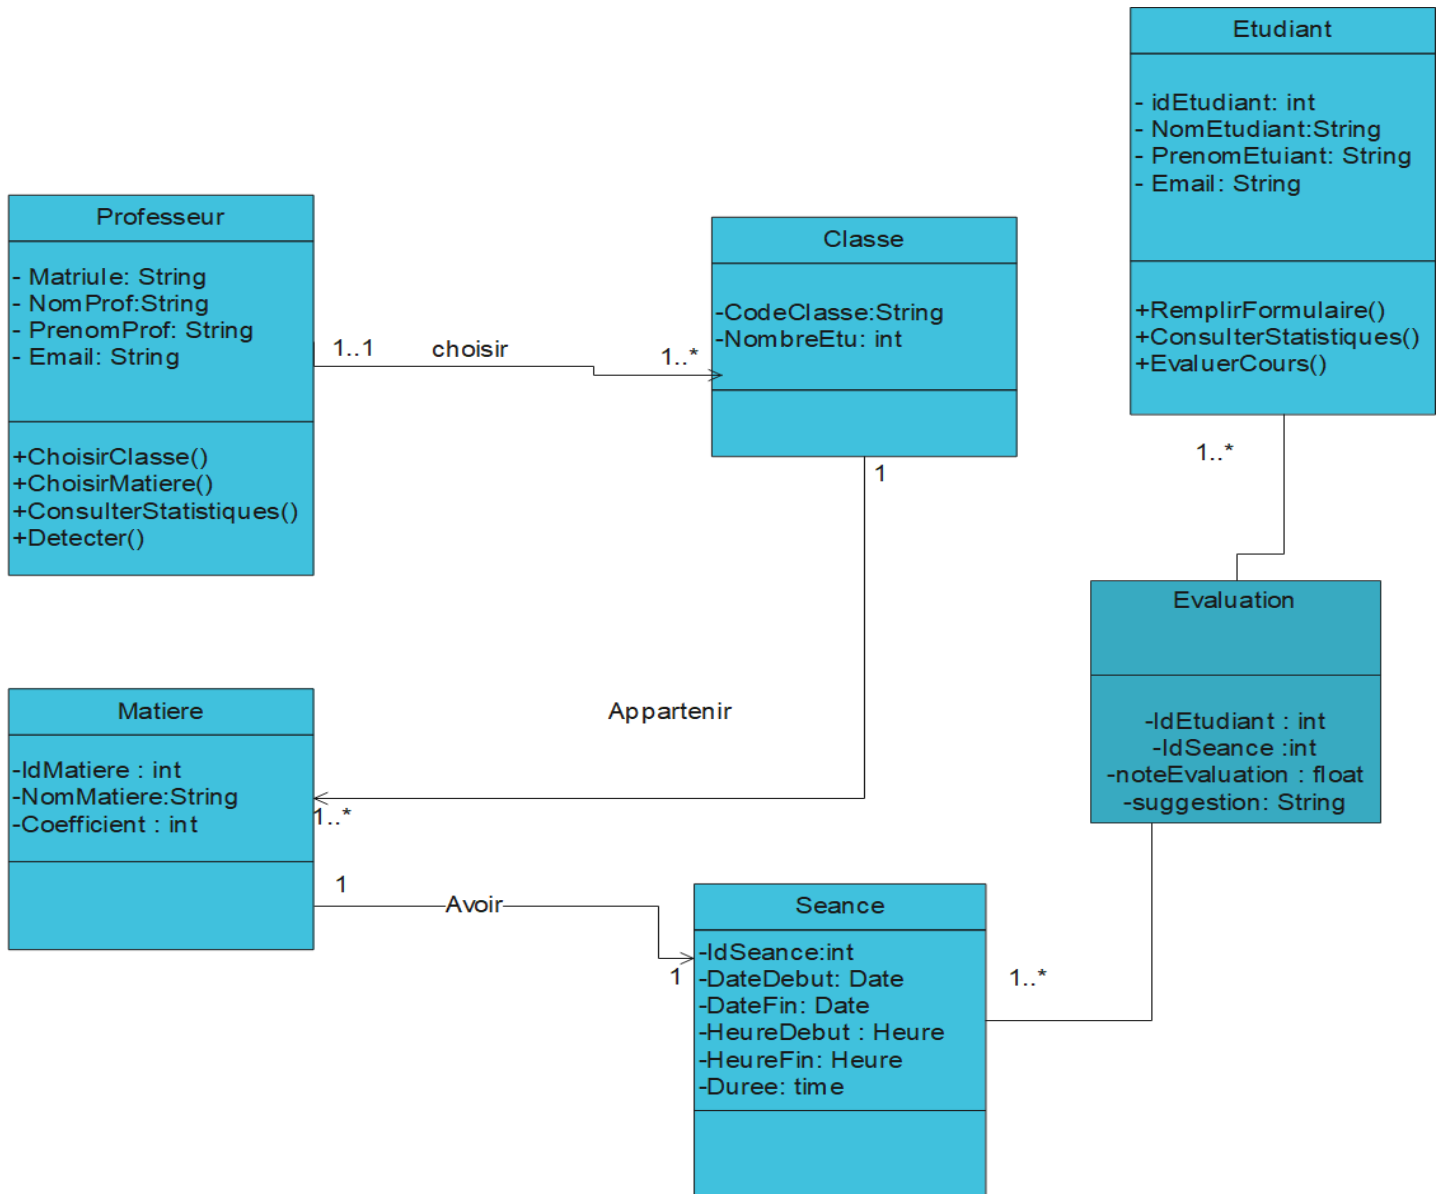 Etudiant
- idEtudiant: int
- NomEtudiant:String
- PrenomEtuiant: String
- Email: String
+RemplirFormulaire()
+ConsulterStatistiques()
+EvaluerCours()
1..*
Professeur
- Matriule: String
- NomProf:String
- PrenomProf: String
- Email: String
+ChoisirClasse()
+ChoisirMatiere()
+ConsulterStatistiques()
+Detecter()
1..1
choisir
1..*
Classe
-CodeClasse:String
-NombreEtu: int
1
Appartenir
1..*
Evaluation
-IdEtudiant : int
-IdSeance :int
-noteEvaluation : float
-suggestion: String
Matiere
-IdMatiere : int
-NomMatiere:String
-Coefficient : int
1
Avoir
1
Seance
-IdSeance:int
-DateDebut: Date
-DateFin: Date
-HeureDebut : Heure
-HeureFin: Heure
-Duree: time
1..*